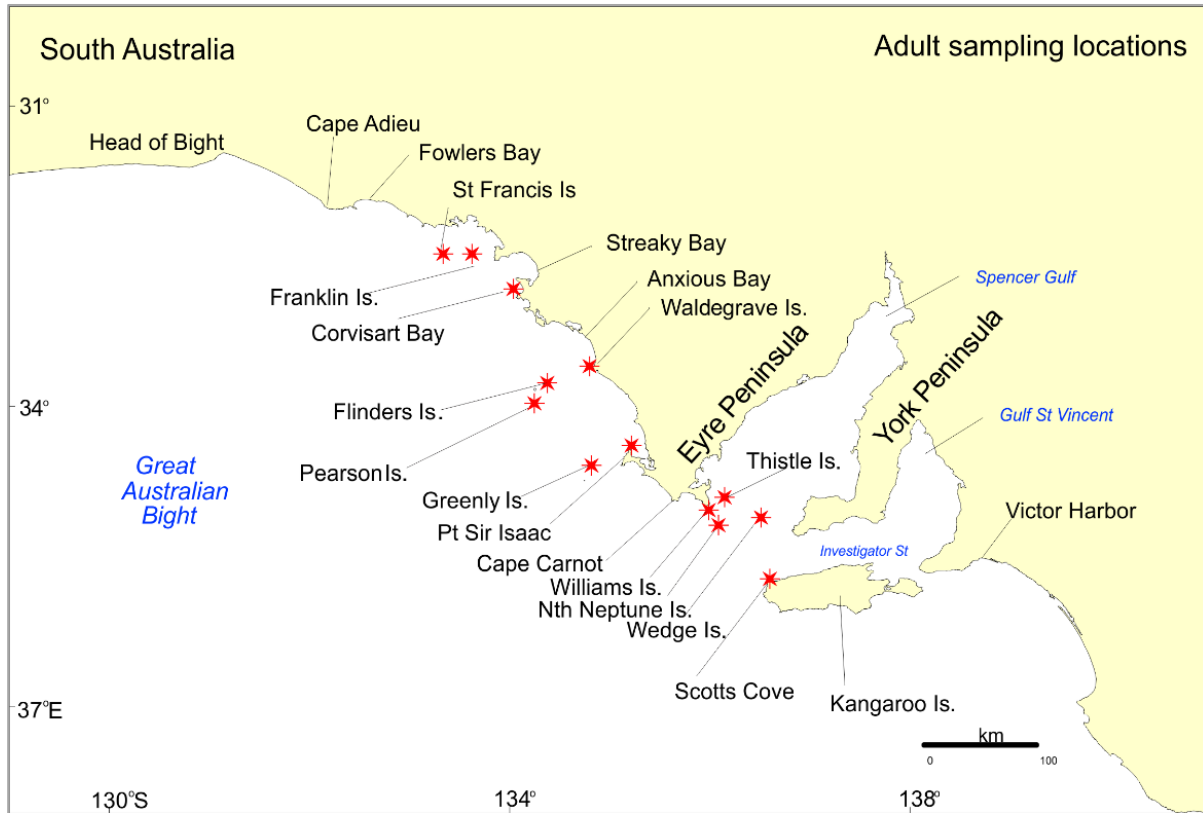 South Australia
Adult sampling locations
31°
Cape Adieu
Head of Bight
Fowlers Bay
St Francis Is
Streaky Bay
Anxious Bay
Spencer Gulf
Franklin Is.
Waldegrave Is.
Corvisart Bay
Eyre Peninsula
York Peninsula
34°
Flinders Is.
Gulf St Vincent
Great
Australian
Bight
Pearson Is.
Thistle Is.
Greenly Is.
Victor Harbor
Pt Sir Isaac
Cape Carnot
Investigator St
Williams Is.
Nth Neptune Is.
Wedge Is.
Scotts Cove
Kangaroo Is.
37°E
km
0 100
130°S
134°
138°